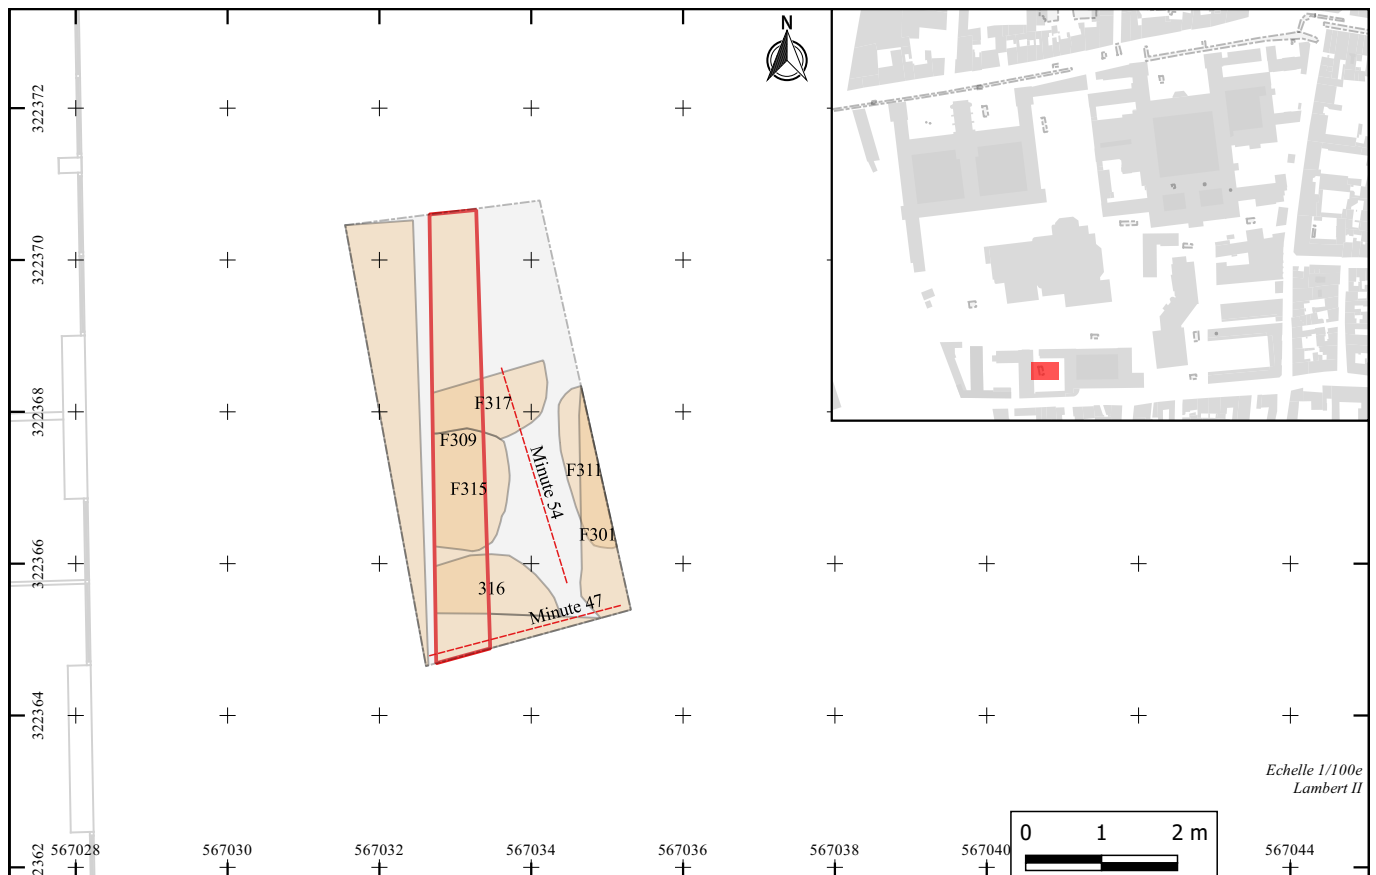 N
322372
322370
322368
322366
322364
2362
F317
F309
F315
F311
F301
316
Minute 54
Minute 47
Echelle 1/100e
Lambert II
0 1 2 m
567028 567030 567032 567034 567036 567038 56704 567044